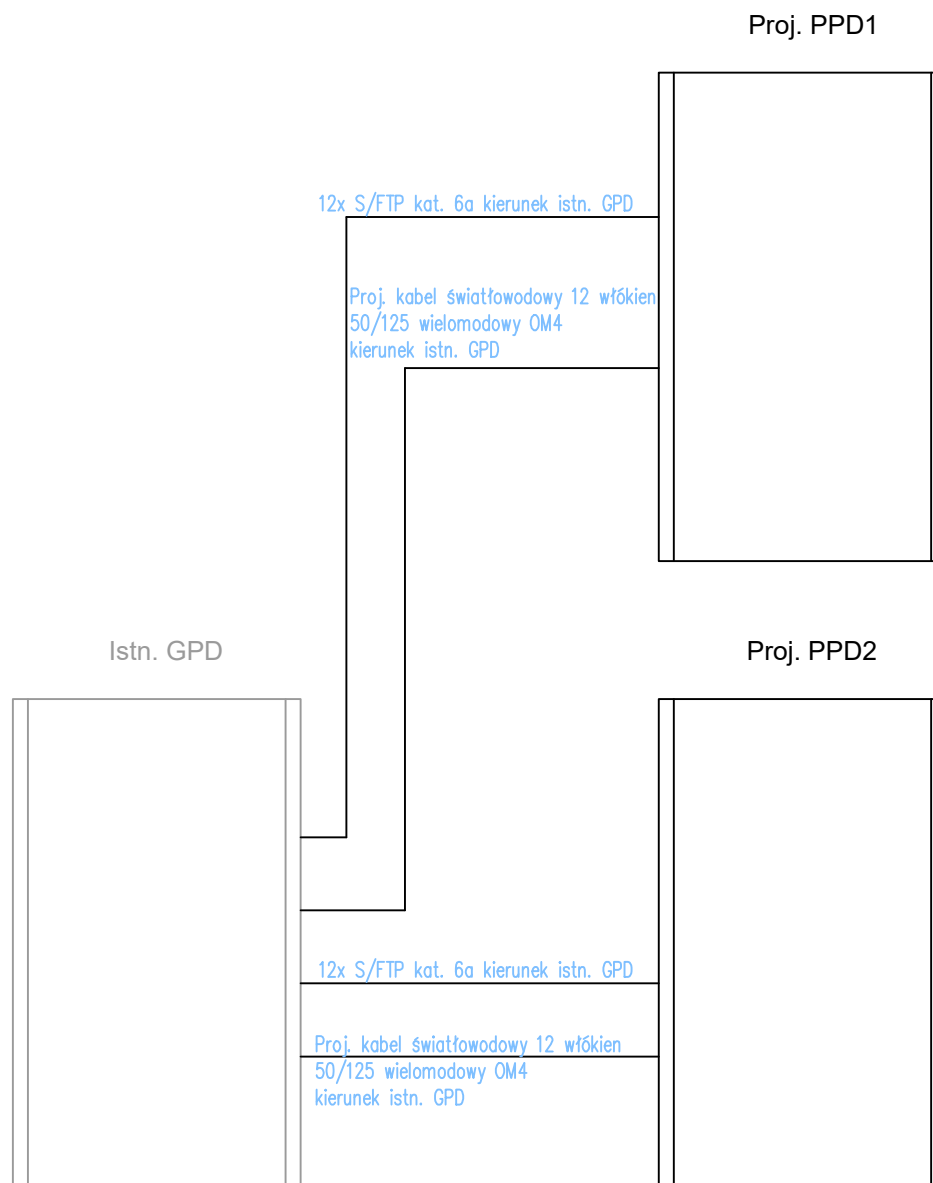 Proj. PPD1
12x S/FTP kat. 6a kierunek istn. GPD
Proj. kabel światłowodowy 12 włókien
50/125 wielomodowy OM4
kierunek istn. GPD
Istn. GPD
Proj. PPD2
12x S/FTP kat. 6a kierunek istn. GPD
Proj. kabel światłowodowy 12 włókien
50/125 wielomodowy OM4
kierunek istn. GPD